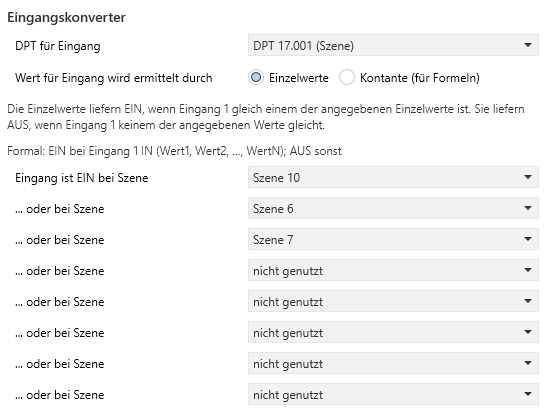 Eingangskonverter
DPT für Eingang DPT 17.001 (Szene)
Wert für Eingang wird ermittelt durch Einzelwerte Kontante (für Formeln)
Die Einzelwerte liefern EIN, wenn Eingang 1 gleich einem der angegebenen Einzelwerte ist. Sie liefern
AUS, wenn Eingang 1 keinem der angegebenen Werte gleicht.
Formal: EIN bei Eingang 1 IN (Wert1, Wert2, ..., WertN); AUS sonst
Eingang ist EIN bei Szene Szene 10
... oder bei Szene Szene 6
... oder bei Szene Szene 7
... oder bei Szene nicht genutzt
... oder bei Szene nicht genutzt
... oder bei Szene nicht genutzt
... oder bei Szene nicht genutzt
... oder bei Szene nicht genutzt